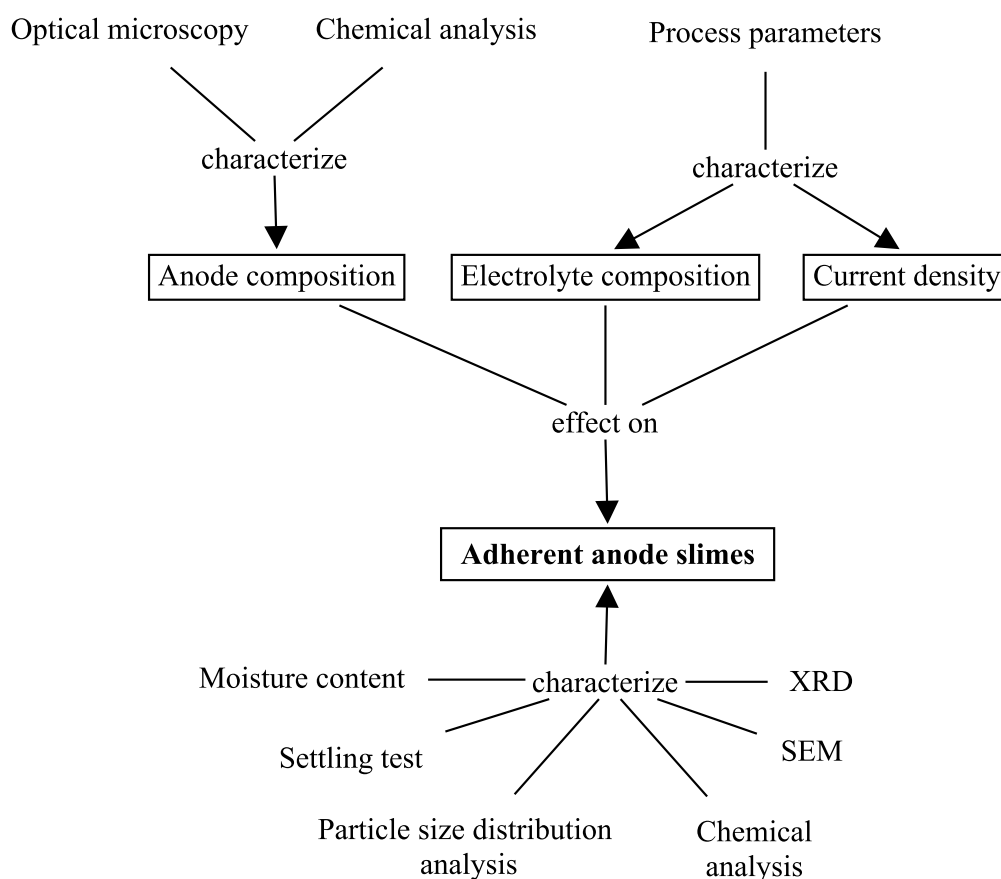 Optical microscopy
Chemical analysis
Process parameters
characterize
characterize
Anode composition
Electrolyte composition
Current density
effect on
Adherent anode slimes
Moisture content
characterize
XRD
Settling test
SEM
Particle size distribution
analysis
Chemical
analysis